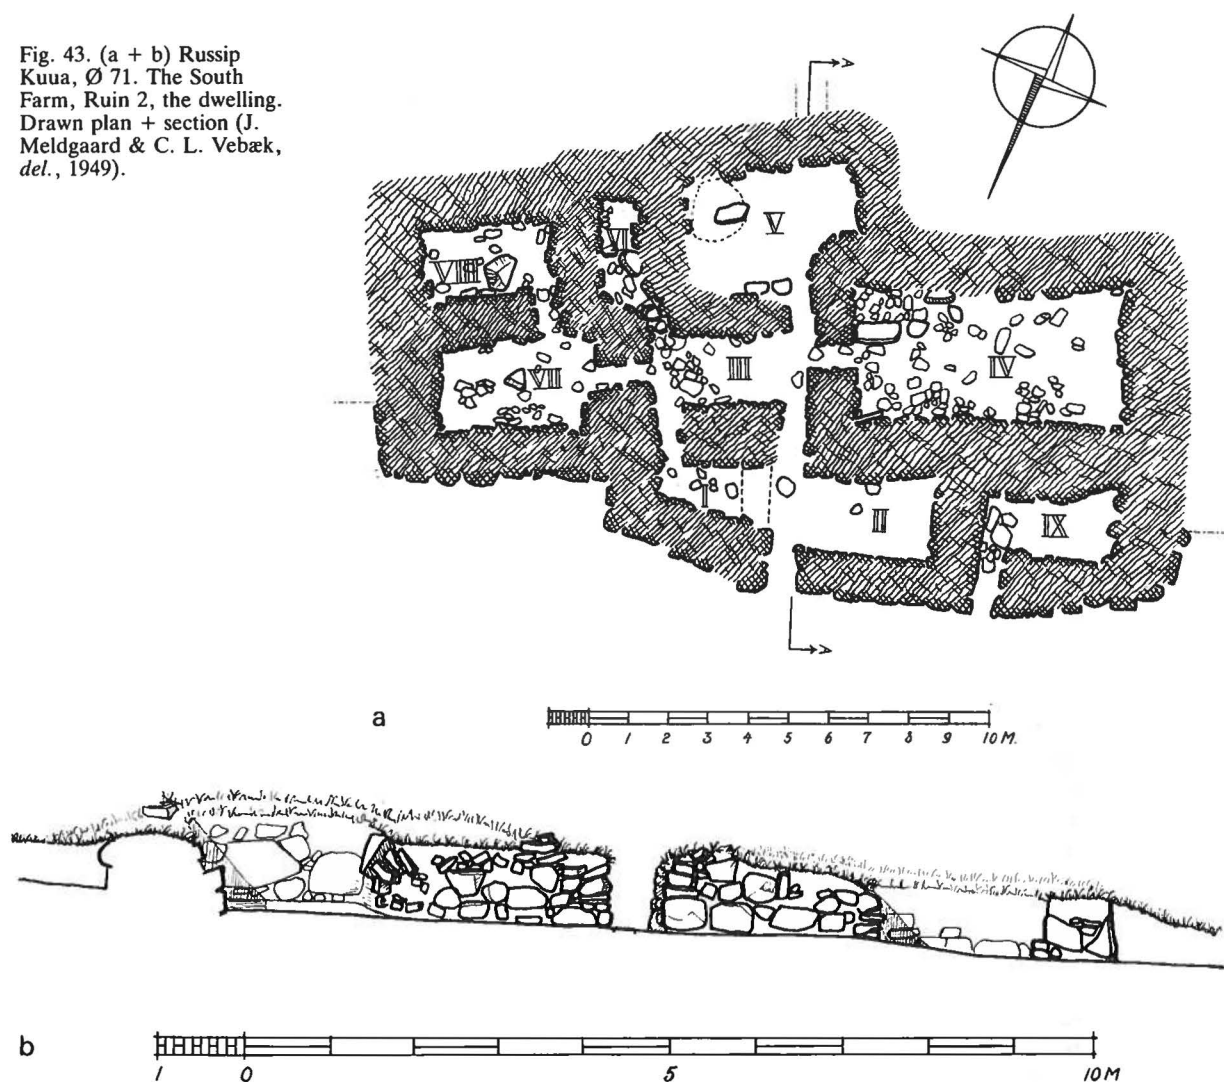 Fig. 43. (a + b) Russip
Kuua, Ø 71. The South
Farm, Ruin 2, the dwelling.
Drawn plan + section (J.
Meldgaard & C. L. Vebæk,
del., 1949).
A
V
VI
VIII
IV
III
VII
I
II
IX
A
a
0 1 2 3 4 5 6 7 8 9 10 M.
b
1 0 5 10 M